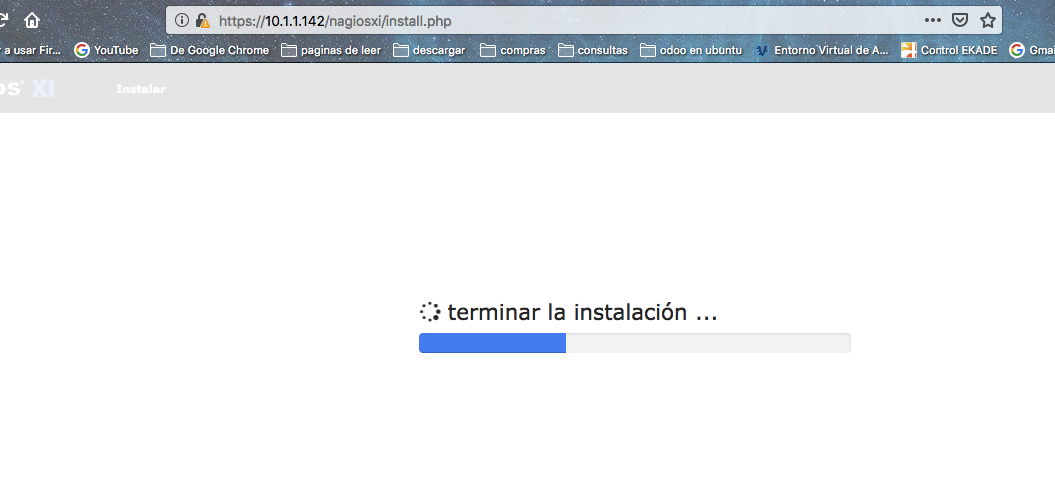 https://10.1.1.142/nagiosxi/install.php
a usar Fir... YouTube De Google Chrome paginas de leer descargar compras consultas odoo en ubuntu Entorno Virtual de A... Control EKADE Gmai
os XI Instalar
terminar la instalación ...